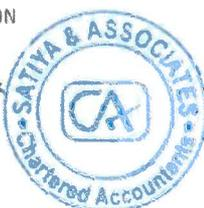 ON
SATIYA & ASSOCIATES
CA
Chartered Accountants